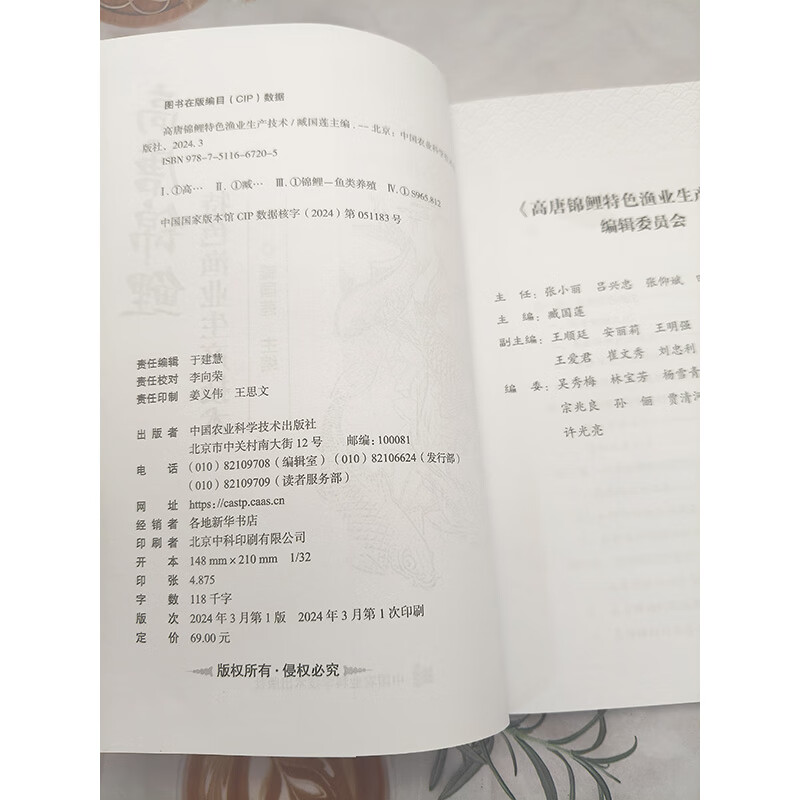 图书在版编目（CIP）数据
高唐锦鲤特色渔业生产技术 / 臧国莲主编. -- 北京：中国农业科学
版社，2024.3
ISBN 978-7-5116-6720-5
Ⅰ.①高… Ⅱ.①臧… Ⅲ.①锦鲤—鱼类养殖 Ⅳ.①S965.812
中国国家版本馆 CIP 数据核字（2024）第 051183 号
责任编辑 于建慧
责任校对 李向荣
责任印制 姜义伟 王思文
出 版 者 中国农业科学技术出版社
北京市中关村南大街 12 号 邮编：100081
电 话 （010）82109708（编辑室）（010）82106624（发行部）
（010）82109709（读者服务部）
网 址 https://castp.caas.cn
经 销 者 各地新华书店
印 刷 者 北京中科印刷有限公司
开 本 148 mm × 210 mm 1/32
印 张 4.875
字 数 118 千字
版 次 2024 年 3 月第 1 版 2024 年 3 月第 1 次印刷
定 价 69.00 元
版权所有·侵权必究
《高唐锦鲤特色渔业生产
编辑委员会
主 任：张小丽 吕兴忠 张仰斌
主 编：臧国莲
副主编：王顺廷 安丽莉 王明强
王爱君 崔文秀 刘忠利
编 委：吴秀梅 林宝芳 杨雪青
宗兆良 孙 俪 贾清河
许光亮